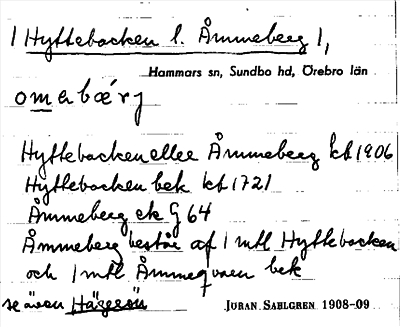 1 Hyttebacken l. Åmmeberg 1,
Hammars sn, Sundbo hd, Örebro län
omabærj
Hyttebacken eller Åmmeberg kb 1906
Hyttebacken bek kb 1721
Åmmeberg ek G 64
Åmmeberg består af 1 mtl Hyttebacken
och 1 mtl Åmmeqvarn bek
se även Hägersön
JÖRAN SAHLGREN 1908-09